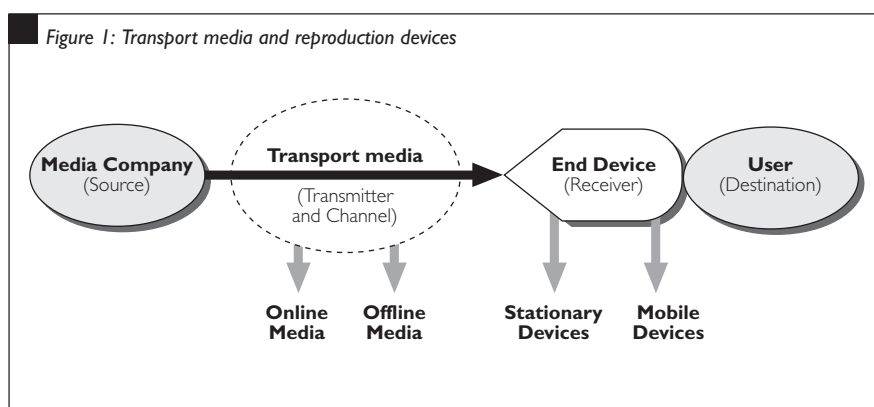 Figure 1: Transport media and reproduction devices
Media Company
(Source)
Transport media
(Transmitter
and Channel)
End Device
(Receiver)
User
(Destination)
Online
Media
Offline
Media
Stationary
Devices
Mobile
Devices